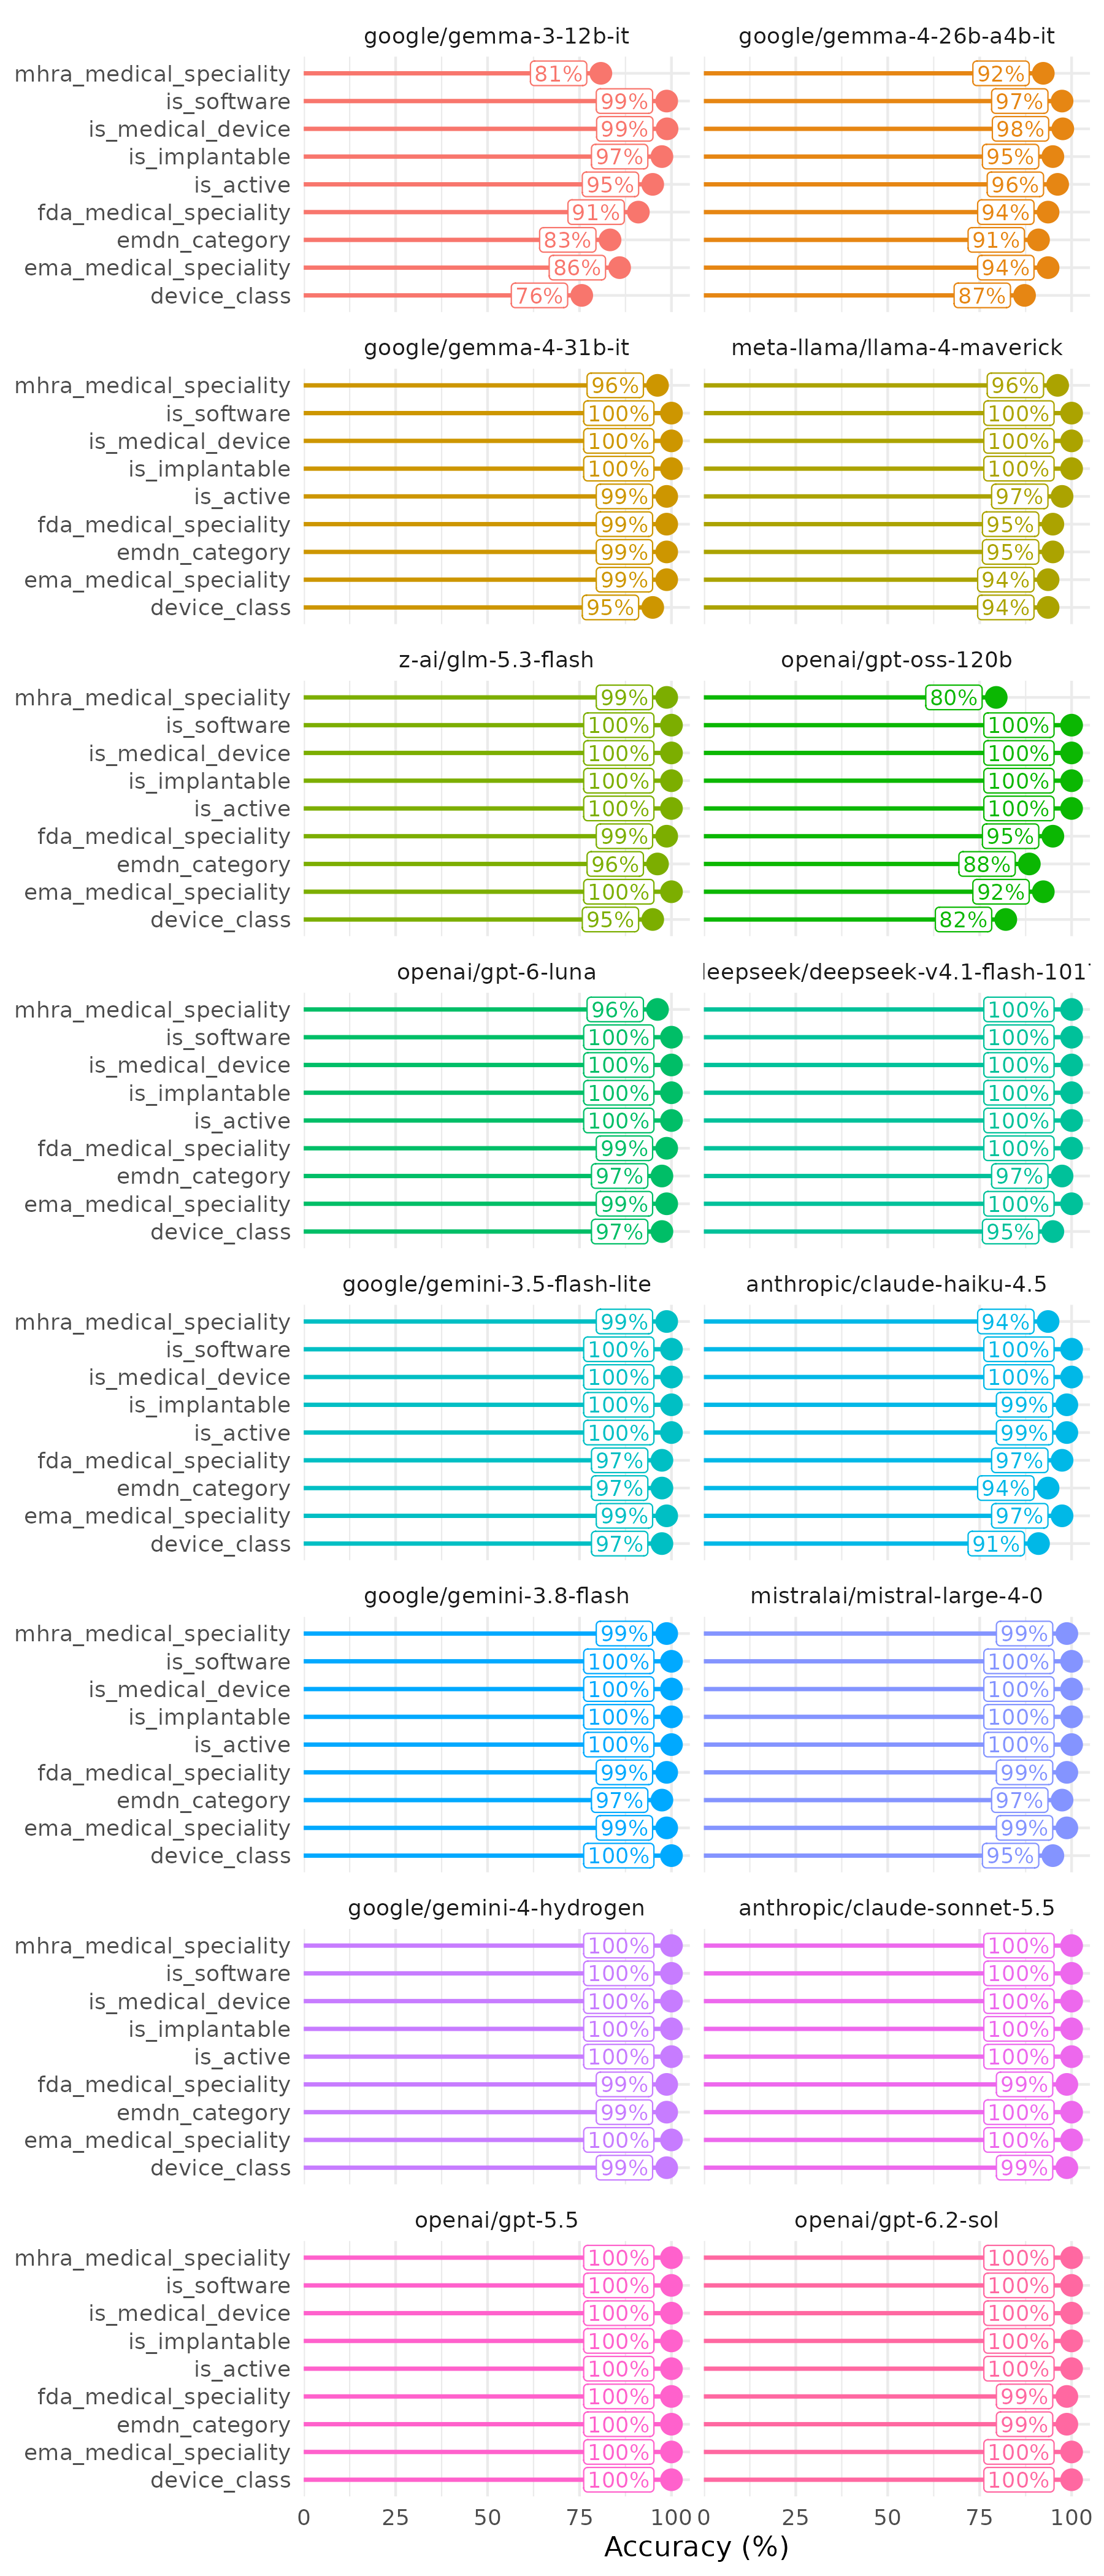 google/gemma-3-12b-it google/gemma-4-26b-a4b-it
mhra_medical_speciality 81% 92%
is_software 99% 97%
is_medical_device 99% 98%
is_implantable 97% 95%
is_active 95% 96%
fda_medical_speciality 91% 94%
emdn_category 83% 91%
ema_medical_speciality 86% 94%
device_class 76% 87%
google/gemma-4-31b-it meta-llama/llama-4-maverick
mhra_medical_speciality 96% 96%
is_software 100% 100%
is_medical_device 100% 100%
is_implantable 100% 100%
is_active 99% 97%
fda_medical_speciality 99% 95%
emdn_category 99% 95%
ema_medical_speciality 99% 94%
device_class 95% 94%
z-ai/glm-5.3-flash openai/gpt-oss-120b
mhra_medical_speciality 99% 80%
is_software 100% 100%
is_medical_device 100% 100%
is_implantable 100% 100%
is_active 100% 100%
fda_medical_speciality 99% 95%
emdn_category 96% 88%
ema_medical_speciality 100% 92%
device_class 95% 82%
openai/gpt-6-luna leepseek/deepseek-v4.1-flash-101
mhra_medical_speciality 96% 100%
is_software 100% 100%
is_medical_device 100% 100%
is_implantable 100% 100%
is_active 100% 100%
fda_medical_speciality 99% 100%
emdn_category 97% 97%
ema_medical_speciality 99% 100%
device_class 97% 95%
google/gemini-3.5-flash-lite anthropic/claude-haiku-4.5
mhra_medical_speciality 99% 94%
is_software 100% 100%
is_medical_device 100% 100%
is_implantable 100% 99%
is_active 100% 99%
fda_medical_speciality 97% 97%
emdn_category 97% 94%
ema_medical_speciality 99% 97%
device_class 97% 91%
google/gemini-3.8-flash mistralai/mistral-large-4-0
mhra_medical_speciality 99% 99%
is_software 100% 100%
is_medical_device 100% 100%
is_implantable 100% 100%
is_active 100% 100%
fda_medical_speciality 99% 99%
emdn_category 97% 97%
ema_medical_speciality 99% 99%
device_class 100% 95%
google/gemini-4-hydrogen anthropic/claude-sonnet-5.5
mhra_medical_speciality 100% 100%
is_software 100% 100%
is_medical_device 100% 100%
is_implantable 100% 100%
is_active 100% 100%
fda_medical_speciality 99% 99%
emdn_category 99% 100%
ema_medical_speciality 100% 100%
device_class 99% 99%
openai/gpt-5.5 openai/gpt-6.2-sol
mhra_medical_speciality 100% 100%
is_software 100% 100%
is_medical_device 100% 100%
is_implantable 100% 100%
is_active 100% 100%
fda_medical_speciality 100% 99%
emdn_category 100% 99%
ema_medical_speciality 100% 100%
device_class 100% 100%
0 25 50 75 100 0 25 50 75 100
Accuracy (%)